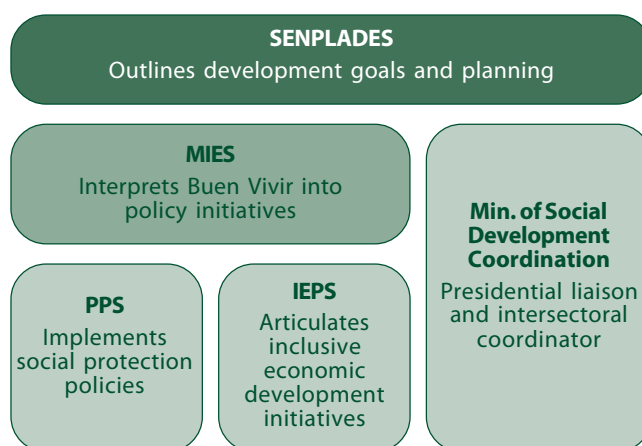 SENPLADES
Outlines development goals and planning
MIES
Interprets Buen Vivir into
policy initiatives
PPS
Implements
social protection
policies
IEPS
Articulates
inclusive
economic
development
initiatives
Min. of Social
Development
Coordination
Presidential liaison
and intersectoral
coordinator